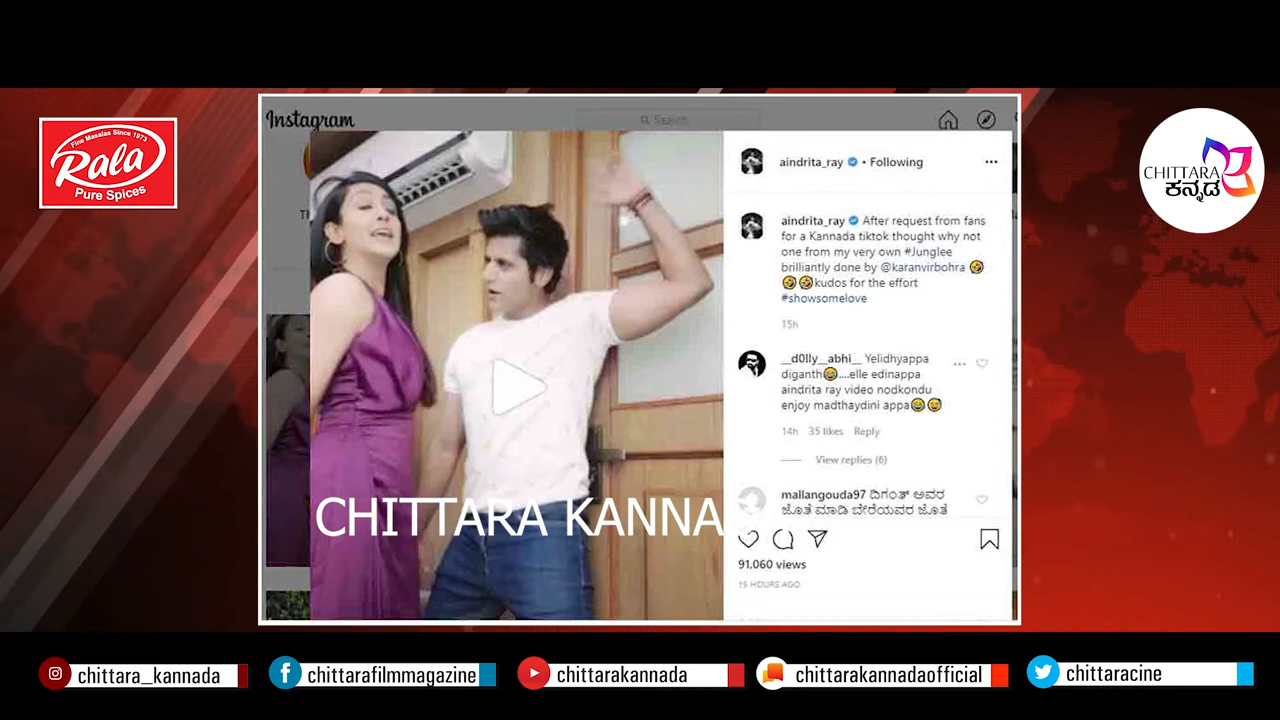 Fine Masalas Since 1973
Rala
Pure Spices
CHITTARA
ಕನ್ನಡ
Instagram
Search
aindrita_ray • Following
aindrita_ray After request from fans
for a Kannada tiktok thought why not
one from my very own #Junglee
brilliantly done by @karanvirbohra 🤣
🤣🤣kudos for the effort
#showsomelove
15h
__d0lly__abhi__ Yelidhyappa
diganth😂....elle edinappa
aindrita ray video nodkondu
enjoy madthaydini appa😂😅
14h 35 likes Reply
View replies (6)
mallangouda97 ದಿಗಂತ್ ಅವರ
ಜೊತೆ ಮಾಡಿ ಬೇರೆಯವರ ಜೊತೆ
CHITTARA KANNA
91,060 views
15 HOURS AGO
chittara_kannada
chittarafilmmagazine
chittarakannada
chittarakannadaofficial
chittaracine